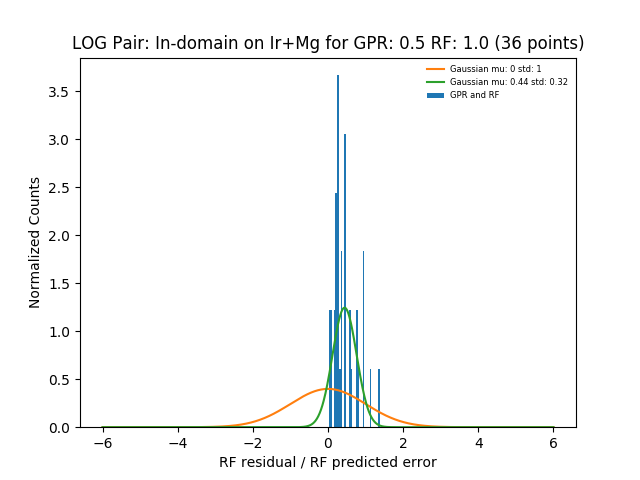 LOG Pair: In-domain on Ir+Mg for GPR: 0.5 RF: 1.0 (36 points)
Gaussian mu: 0 std: 1
Gaussian mu: 0.44 std: 0.32
GPR and RF
Normalized Counts
3.5
3.0
2.5
2.0
1.5
1.0
0.5
0.0
−6 −4 −2 0 2 4 6
RF residual / RF predicted error